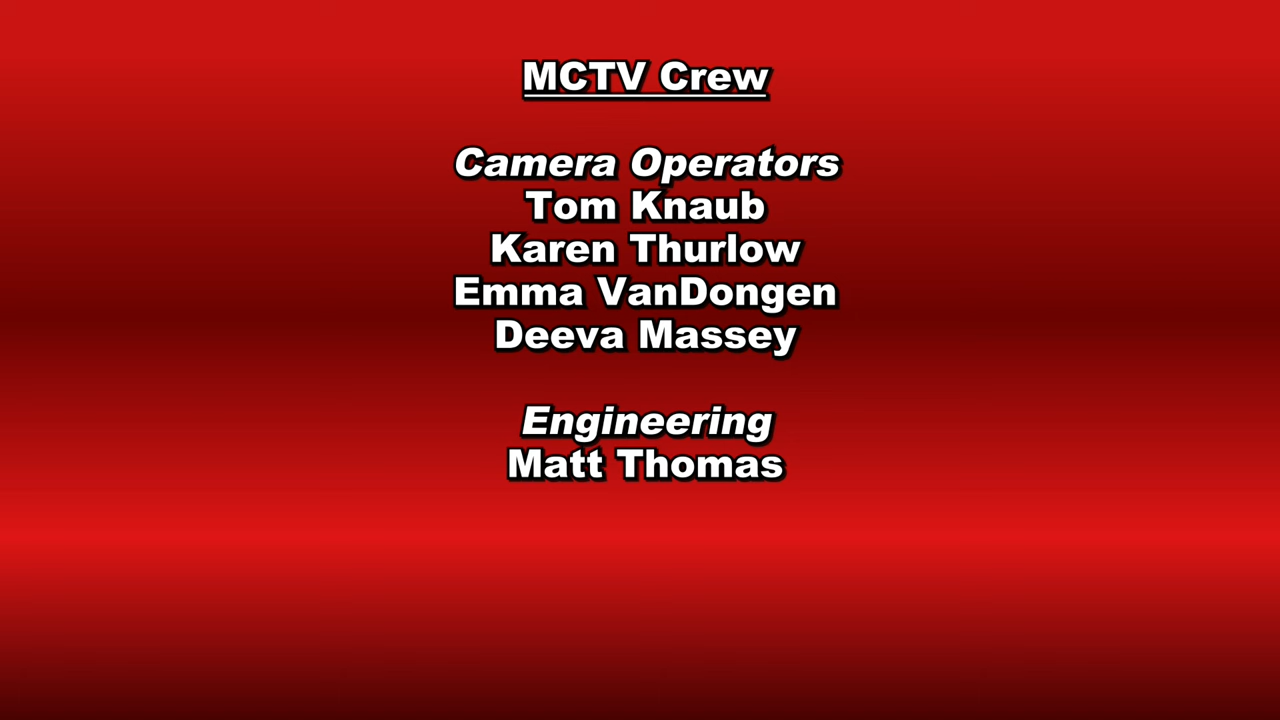 MCTV Crew
Camera Operators
Tom Knaub
Karen Thurlow
Emma VanDongen
Deeva Massey
Engineering
Matt Thomas